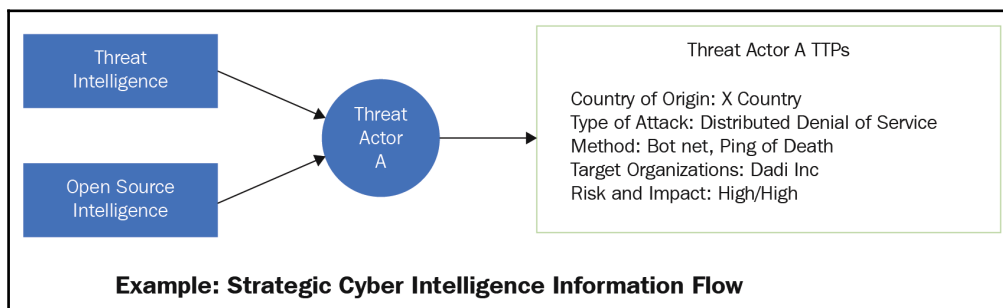 Threat
Intelligence
Open Source
Intelligence
Threat
Actor
A
Threat Actor A TTPs
Country of Origin: X Country
Type of Attack: Distributed Denial of Service
Method: Bot net, Ping of Death
Target Organizations: Dadi Inc
Risk and Impact: High/High
Example: Strategic Cyber Intelligence Information Flow